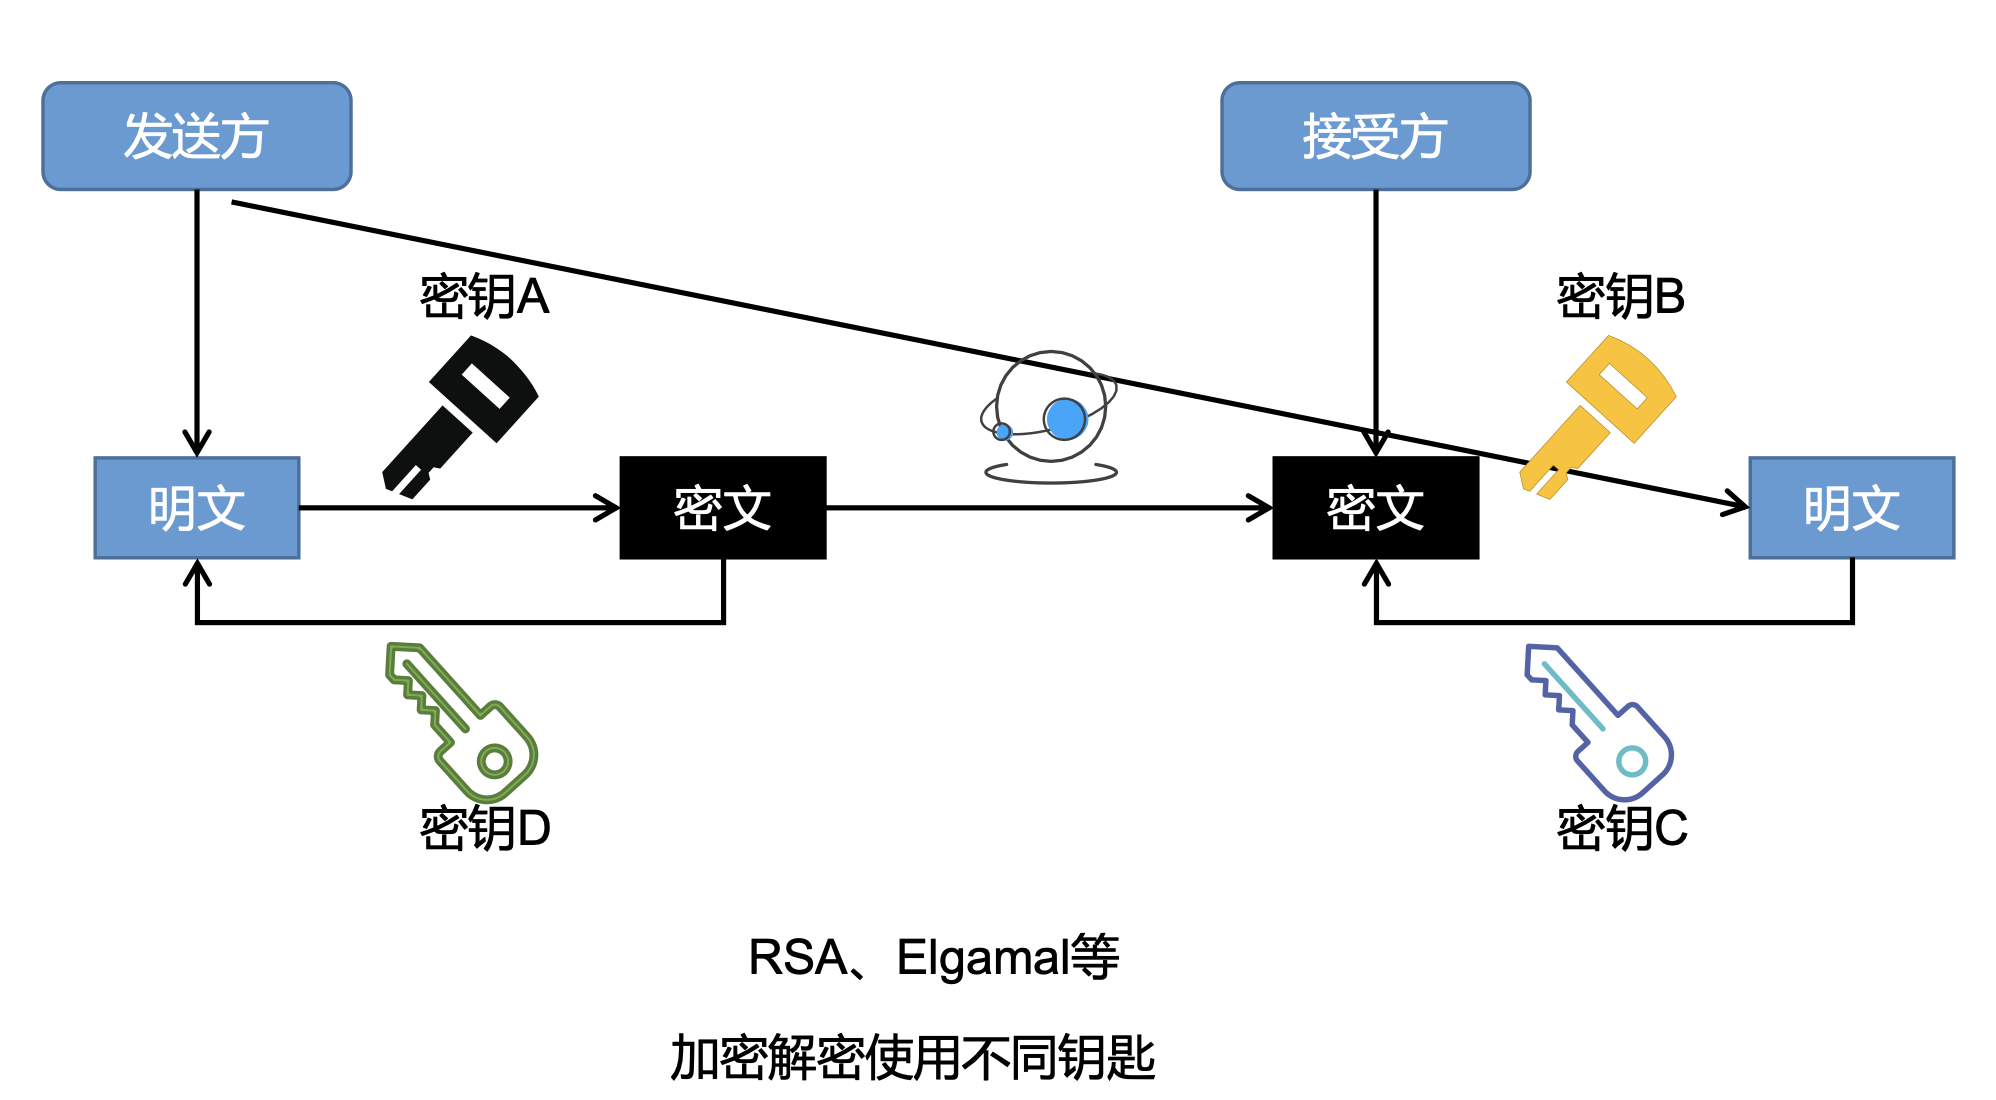 发送方
接受方
密钥A
密钥B
明文
密文
密文
明文
密钥D
密钥C
RSA、Elgamal等
加密解密使用不同钥匙